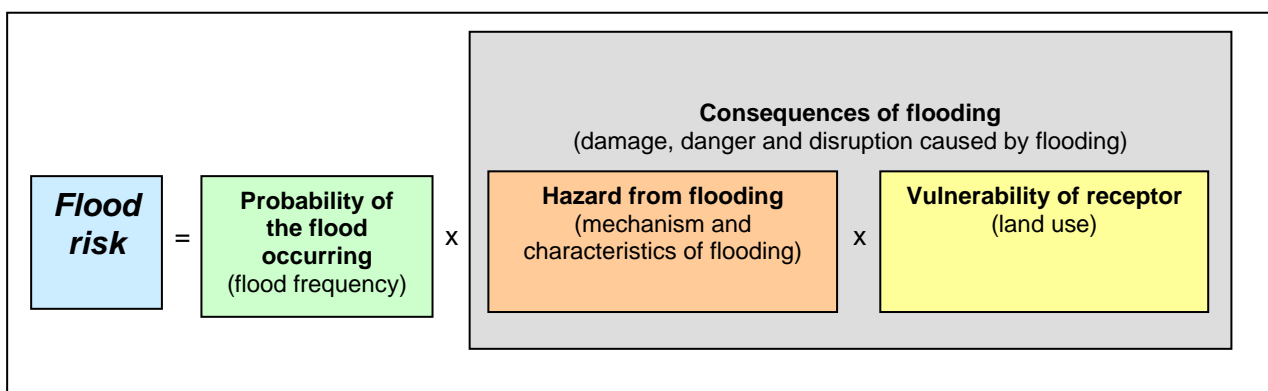 Consequences of flooding
(damage, danger and disruption caused by flooding)
Flood
risk
=
Probability of
the flood
occurring
(flood frequency)
x
Hazard from flooding
(mechanism and
characteristics of flooding)
x
Vulnerability of receptor
(land use)